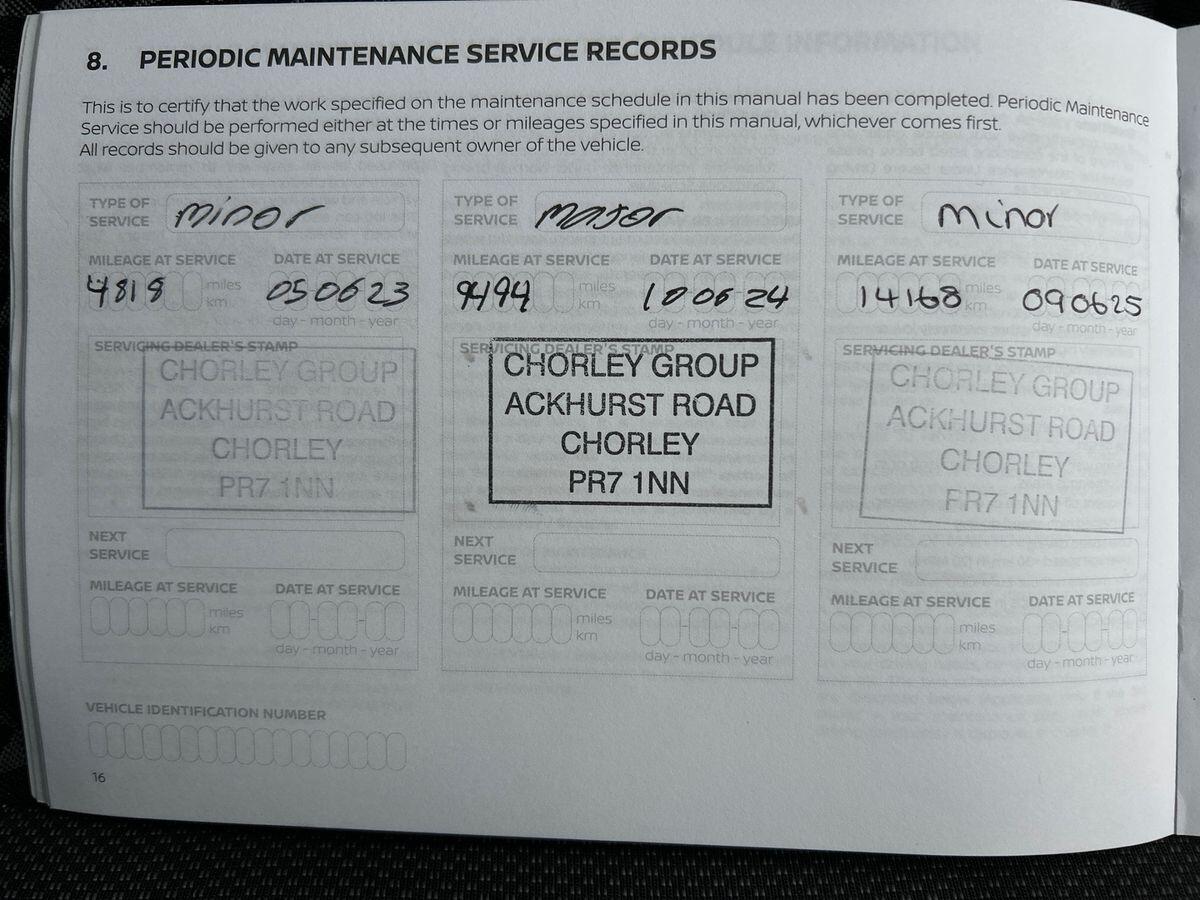 8. PERIODIC MAINTENANCE SERVICE RECORDS
This is to certify that the work specified on the maintenance schedule in this manual has been completed. Periodic Maintenance
Service should be performed either at the times or mileages specified in this manual, whichever comes first.
All records should be given to any subsequent owner of the vehicle.
TYPE OF
SERVICE
minor
MILEAGE AT SERVICE
DATE AT SERVICE
4818
miles
km
05 06 23
day - month - year
SERVICING DEALER'S STAMP
CHORLEY GROUP
ACKHURST ROAD
CHORLEY
PR7 1NN
NEXT
SERVICE
MILEAGE AT SERVICE
DATE AT SERVICE
miles
km
day - month - year
TYPE OF
SERVICE
major
MILEAGE AT SERVICE
DATE AT SERVICE
9494
miles
km
10 06 24
day - month - year
SERVICING DEALER'S STAMP
CHORLEY GROUP
ACKHURST ROAD
CHORLEY
PR7 1NN
NEXT
SERVICE
MILEAGE AT SERVICE
DATE AT SERVICE
miles
km
day - month - year
TYPE OF
SERVICE
minor
MILEAGE AT SERVICE
DATE AT SERVICE
14168
miles
km
090625
day - month - year
SERVICING DEALER'S STAMP
CHORLEY GROUP
ACKHURST ROAD
CHORLEY
PR7 1NN
NEXT
SERVICE
MILEAGE AT SERVICE
DATE AT SERVICE
miles
km
day - month - year
VEHICLE IDENTIFICATION NUMBER
16